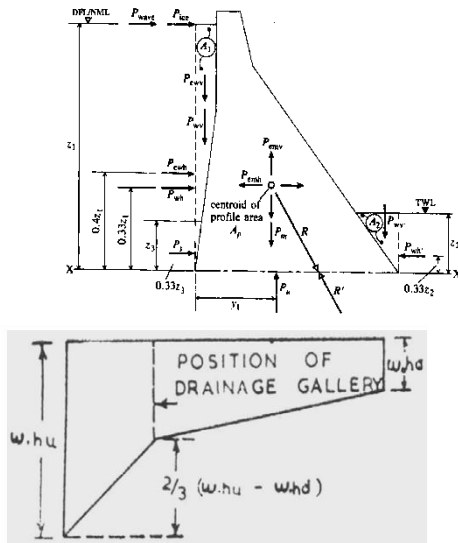 DFL/NML
P_wave
P_ice
A_1
P_ewv
P_wv
z_1
P_ewh
P_wh
0.4z_1
0.33z_1
z_3
P_s
X
0.33z_3
y_1
P_emv
P_emh
centroid of
profile area
A_p
P_m
R
P_u
R'
TWL
A_2
P_wv'
P_wh'
X
0.33z_2
POSITION OF
DRAINAGE GALLERY
w.hu
w.hd
2/3 (w.hu - w.hd)